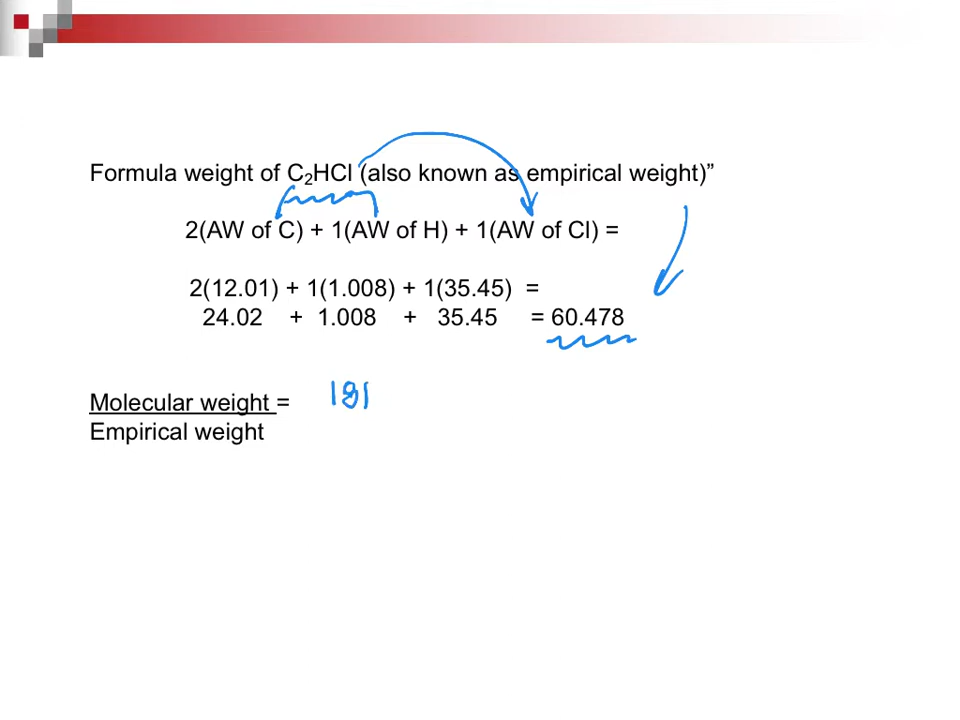 Formula weight of C₂HCl (also known as empirical weight)”
2(AW of C) + 1(AW of H) + 1(AW of Cl) =
2(12.01) + 1(1.008) + 1(35.45) =
24.02 + 1.008 + 35.45 = 60.478
Molecular weight = 181
Empirical weight